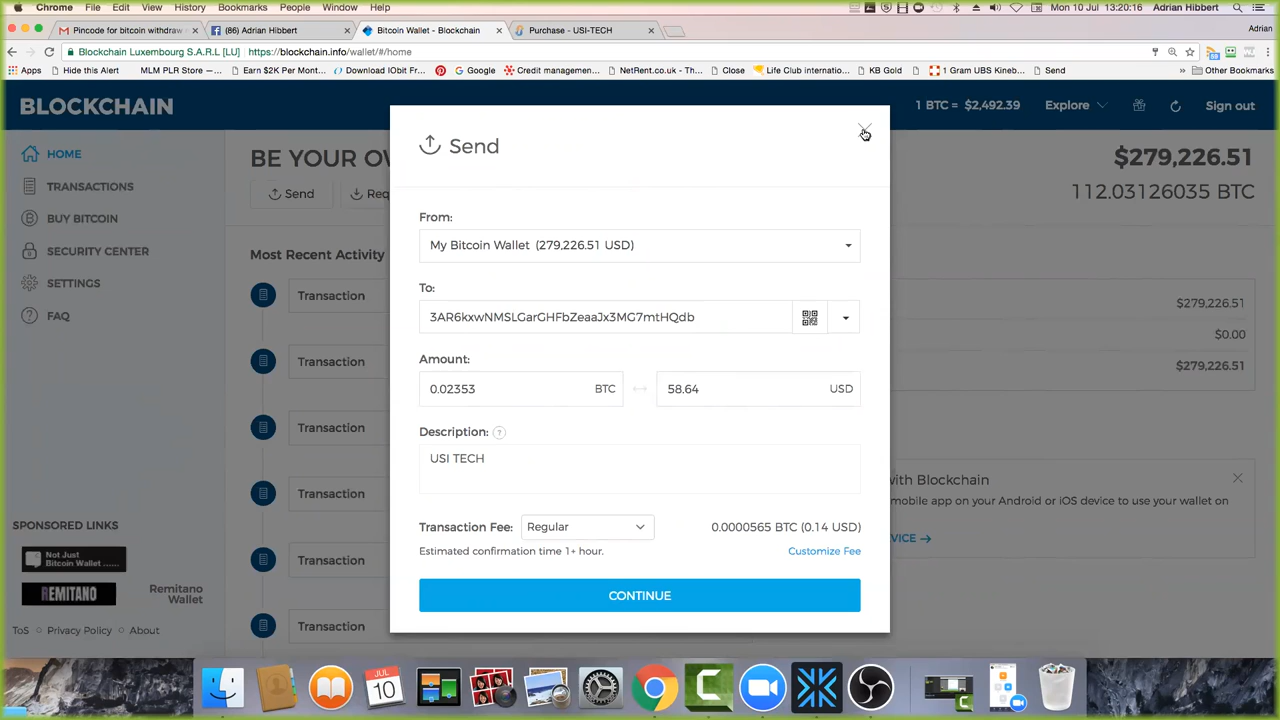 Chrome File Edit View History Bookmarks People Window Help
Mon 10 Jul 13:20:16 Adrian Hibbert
Pincode for bitcoin withdraw
(86) Adrian Hibbert
Bitcoin Wallet - Blockchain
Purchase - USI-TECH
Adrian
Blockchain Luxembourg S.A.R.L [LU] https://blockchain.info/wallet/#/home
Apps Hide this Alert MLM PLR Store —... Earn $2K Per Mont... Download IObit Fr... Google Credit managemen... NetRent.co.uk - Th... Close Life Club internatio... KB Gold 1 Gram UBS Kineb... Send » Other Bookmarks
BLOCKCHAIN
1 BTC = $2,492.39 Explore Sign out
HOME
TRANSACTIONS
BUY BITCOIN
SECURITY CENTER
SETTINGS
FAQ
SPONSORED LINKS
Not Just
Bitcoin Wallet ......
REMITANO
Remitano
Wallet
ToS Privacy Policy About
BE YOUR OW
$279,226.51
112.03126035 BTC
Send Req
Most Recent Activity
Transaction
Transaction
Transaction
Transaction
Transaction
Transaction
$279,226.51
$0.00
$279,226.51
with Blockchain
mobile app on your Android or iOS device to use your wallet on
VICE →
Send
From:
My Bitcoin Wallet (279,226.51 USD)
To:
3AR6kxwNMSLGarGHFbZeaaJx3MG7mtHQdb
Amount:
0.02353 BTC
58.64 USD
Description: ?
USI TECH
Transaction Fee: Regular 0.0000565 BTC (0.14 USD)
Estimated confirmation time 1+ hour. Customize Fee
CONTINUE
JUL
10